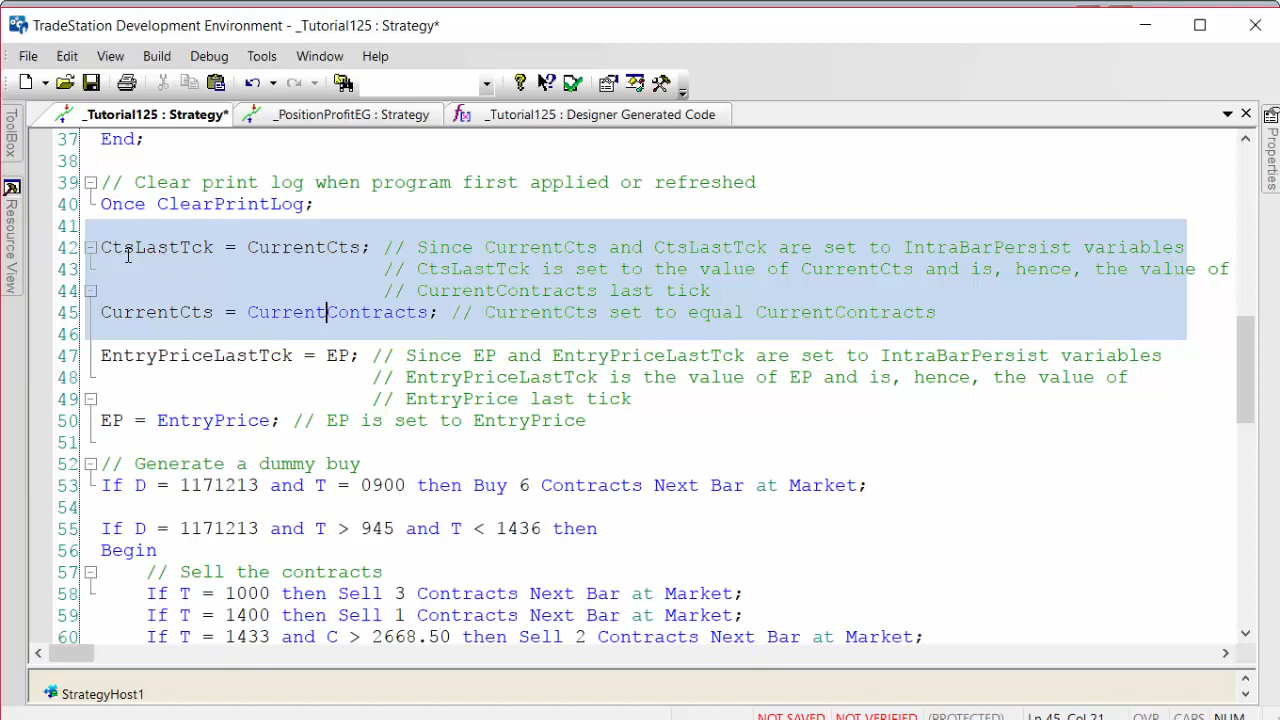 TradeStation Development Environment - _Tutorial125 : Strategy*
File Edit View Build Debug Tools Window Help
_Tutorial125 : Strategy* _PositionProfitEG : Strategy _Tutorial125 : Designer Generated Code
ToolBox
Resource View
Properties
37 End;
38
39 // Clear print log when program first applied or refreshed
40 Once ClearPrintLog;
41
42 CtsLastTck = CurrentCts; // Since CurrentCts and CtsLastTck are set to IntraBarPersist variables
43 // CtsLastTck is set to the value of CurrentCts and is, hence, the value of
44 // CurrentContracts last tick
45 CurrentCts = CurrentContracts; // CurrentCts set to equal CurrentContracts
46
47 EntryPriceLastTck = EP; // Since EP and EntryPriceLastTck are set to IntraBarPersist variables
48 // EntryPriceLastTck is the value of EP and is, hence, the value of
49 // EntryPrice last tick
50 EP = EntryPrice; // EP is set to EntryPrice
51
52 // Generate a dummy buy
53 If D = 1171213 and T = 0900 then Buy 6 Contracts Next Bar at Market;
54
55 If D = 1171213 and T > 945 and T < 1436 then
56 Begin
57 // Sell the contracts
58 If T = 1000 then Sell 3 Contracts Next Bar at Market;
59 If T = 1400 then Sell 1 Contracts Next Bar at Market;
60 If T = 1433 and C > 2668.50 then Sell 2 Contracts Next Bar at Market;
StrategyHost1
NOT SAVED NOT VERIFIED (PROTECTED) Ln 45, Col 21 OVR CARS NUM